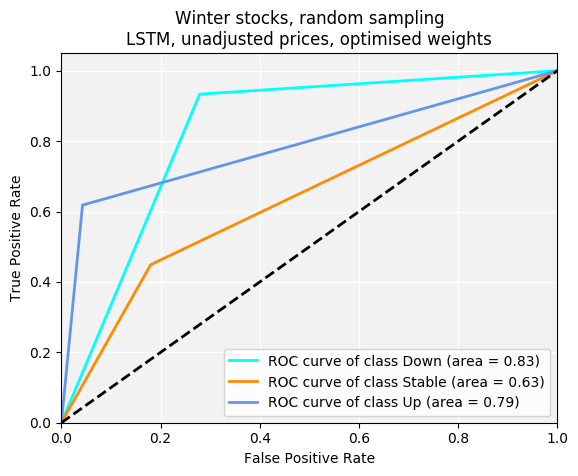 Winter stocks, random sampling
LSTM, unadjusted prices, optimised weights
1.0
0.8
0.6
0.4
0.2
0.0
True Positive Rate
ROC curve of class Down (area = 0.83)
ROC curve of class Stable (area = 0.63)
ROC curve of class Up (area = 0.79)
0.0 0.2 0.4 0.6 0.8 1.0
False Positive Rate